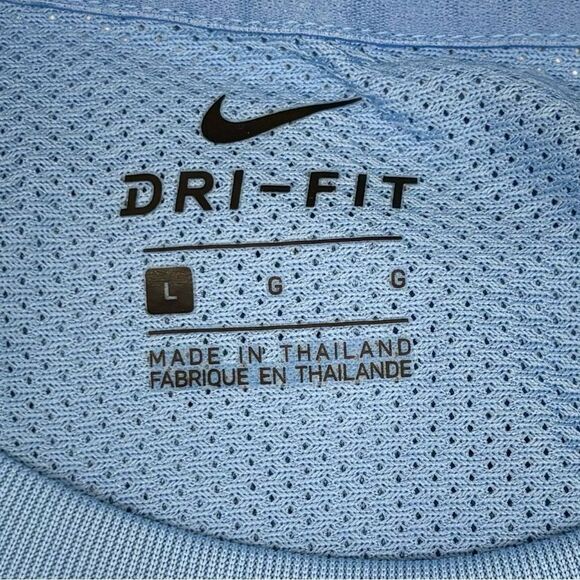 DRI-FIT
L G G
MADE IN THAILAND
FABRIQUE EN THAILANDE